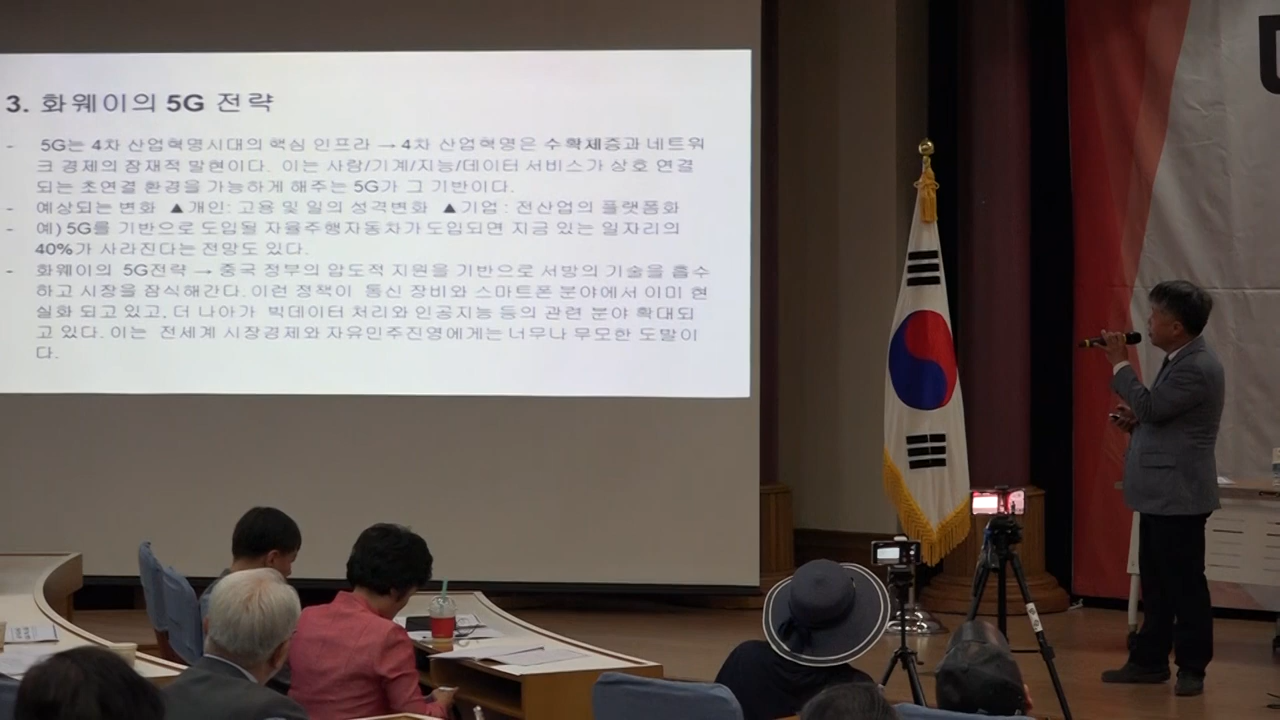 3. 화웨이의 5G 전략
- 5G는 4차 산업혁명시대의 핵심 인프라 → 4차 산업혁명은 수확체증과 네트워
크 경제의 잠재적 발현이다. 이는 사람/기계/지능/데이터 서비스가 상호 연결
되는 초연결 환경을 가능하게 해주는 5G가 그 기반이다.
- 예상되는 변화 ▲개인: 고용 및 일의 성격변화 ▲기업 : 전산업의 플랫폼화
- 예) 5G를 기반으로 도입될 자율주행자동차가 도입되면 지금 있는 일자리의
40%가 사라진다는 전망도 있다.
- 화웨이의 5G전략 → 중국 정부의 압도적 지원을 기반으로 서방의 기술을 흡수
하고 시장을 잠식해간다. 이런 정책이 통신 장비와 스마트폰 분야에서 이미 현
실화 되고 있고, 더 나아가 빅데이터 처리와 인공지능 등의 관련 분야 확대되
고 있다. 이는 전세계 시장경제와 자유민주진영에게는 너무나 무모한 도발이
다.